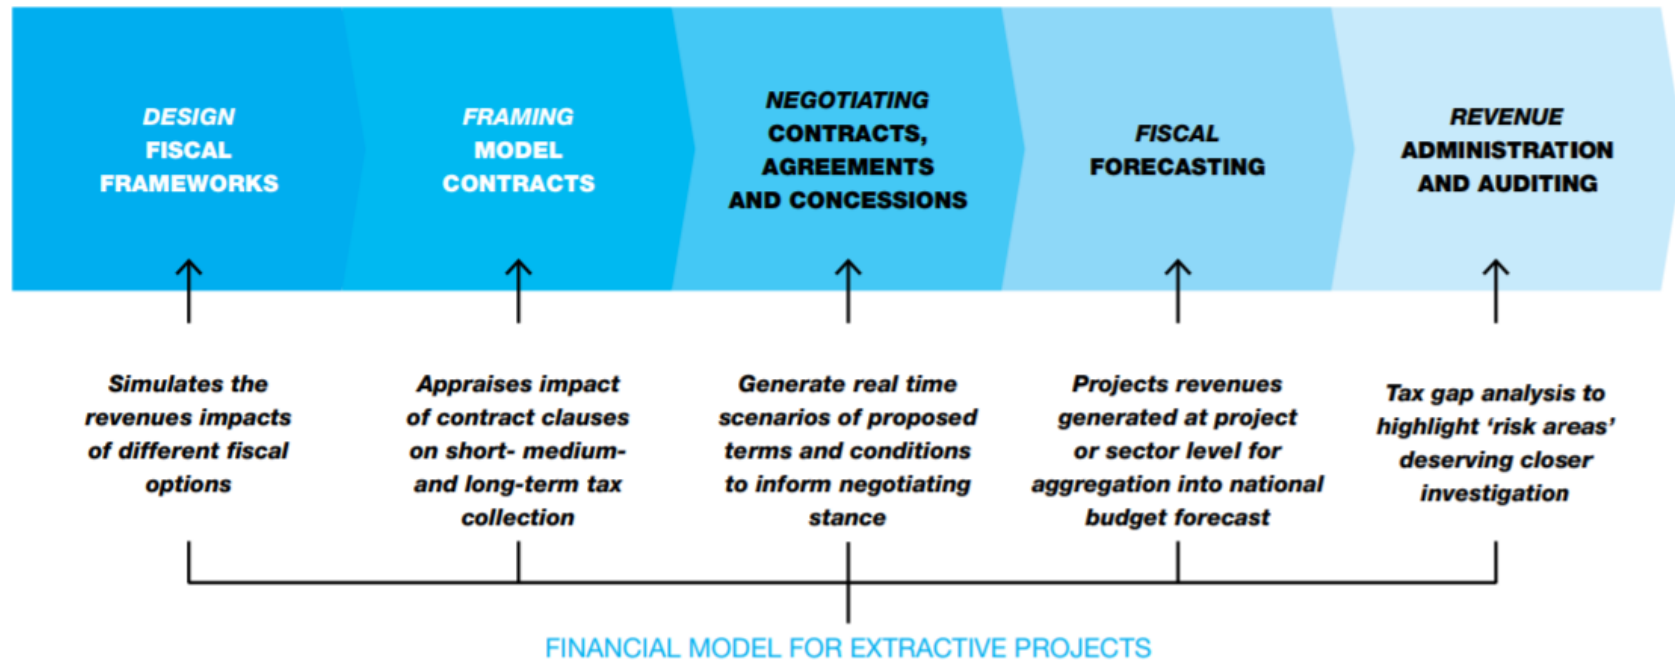 DESIGN
FISCAL
FRAMEWORKS
FRAMING
MODEL
CONTRACTS
NEGOTIATING
CONTRACTS,
AGREEMENTS
AND CONCESSIONS
FISCAL
FORECASTING
REVENUE
ADMINISTRATION
AND AUDITING
Simulates the
revenues impacts
of different fiscal
options
Appraises impact
of contract clauses
on short- medium-
and long-term tax
collection
Generate real time
scenarios of proposed
terms and conditions
to inform negotiating
stance
Projects revenues
generated at project
or sector level for
aggregation into national
budget forecast
Tax gap analysis to
highlight ‘risk areas’
deserving closer
investigation
FINANCIAL MODEL FOR EXTRACTIVE PROJECTS